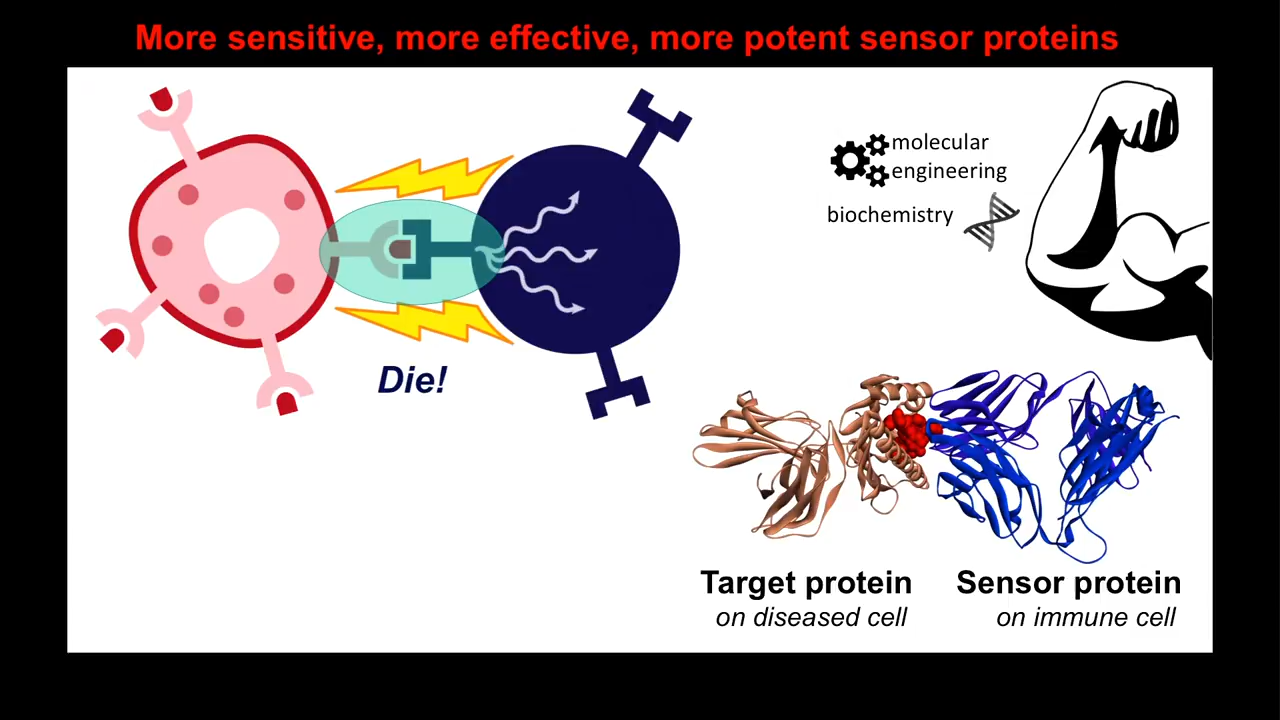 More sensitive, more effective, more potent sensor proteins
molecular
engineering
biochemistry
Die!
Target protein
on diseased cell
Sensor protein
on immune cell